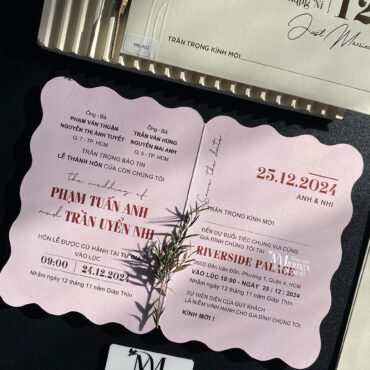 12
Just Married
TRÂN TRỌNG KÍNH MỜI:
Ông - Bà
PHẠM VĂN THUẬN
NGUYỄN THỊ ÁNH TUYẾT
Q. 7 - TP. HCM
Ông - Bà
TRẦN VĂN HÙNG
NGUYỄN MAI ANH
Q. 5 - TP. HCM
TRÂN TRỌNG BÁO TIN
LỄ THÀNH HÔN CỦA CON CHÚNG TÔI
the wedding of
PHẠM TUẤN ANH
and TRẦN UYỂN NHI
HÔN LỄ ĐƯỢC CỬ HÀNH TẠI TƯ GIA
VÀO LÚC
09:00 24.12.2024
Nhằm ngày 12 tháng 11 năm Giáp Thìn
Save the date
25.12.2024
ANH & NHI
TRÂN TRỌNG KÍNH MỜI
ĐẾN DỰ BUỔI TIỆC CHUNG VUI CÙNG
GIA ĐÌNH CHÚNG TÔI TẠI
RIVERSIDE PALACE
360D Bến Vân Đồn, Phường 1, Quận 4, HCM
VÀO LÚC 18:00 - NGÀY 25 / 12 / 2024
Nhằm ngày 12 tháng 11 năm Giáp Thìn
SỰ HIỆN DIỆN CỦA QUÝ KHÁCH
LÀ NIỀM VINH HẠNH CHO GIA ĐÌNH CHÚNG TÔI.
KÍNH MỜI !